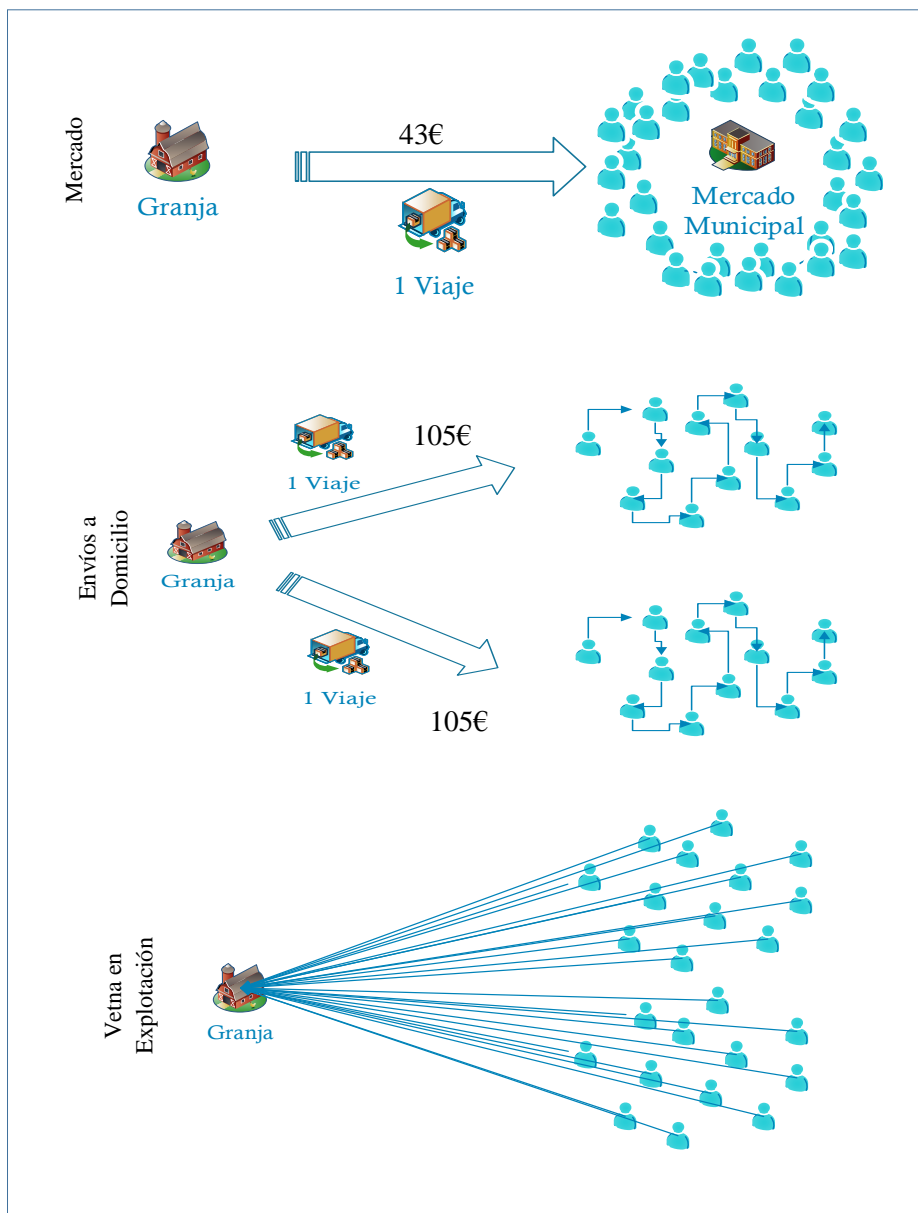 Mercado
43€
Granja
Mercado
Municipal
1 Viaje
Envíos a
Domicilio
105€
1 Viaje
Granja
1 Viaje
105€
Vetna en
Explotación
Granja